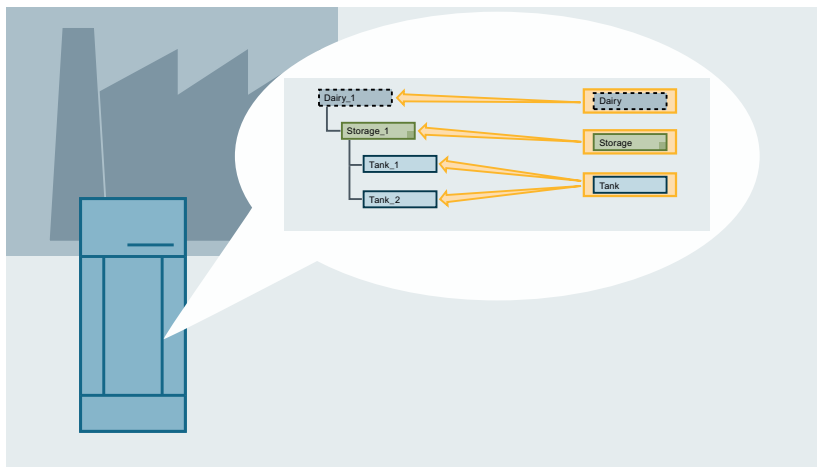 Dairy_1
Dairy
Storage_1
Storage
Tank_1
Tank
Tank_2